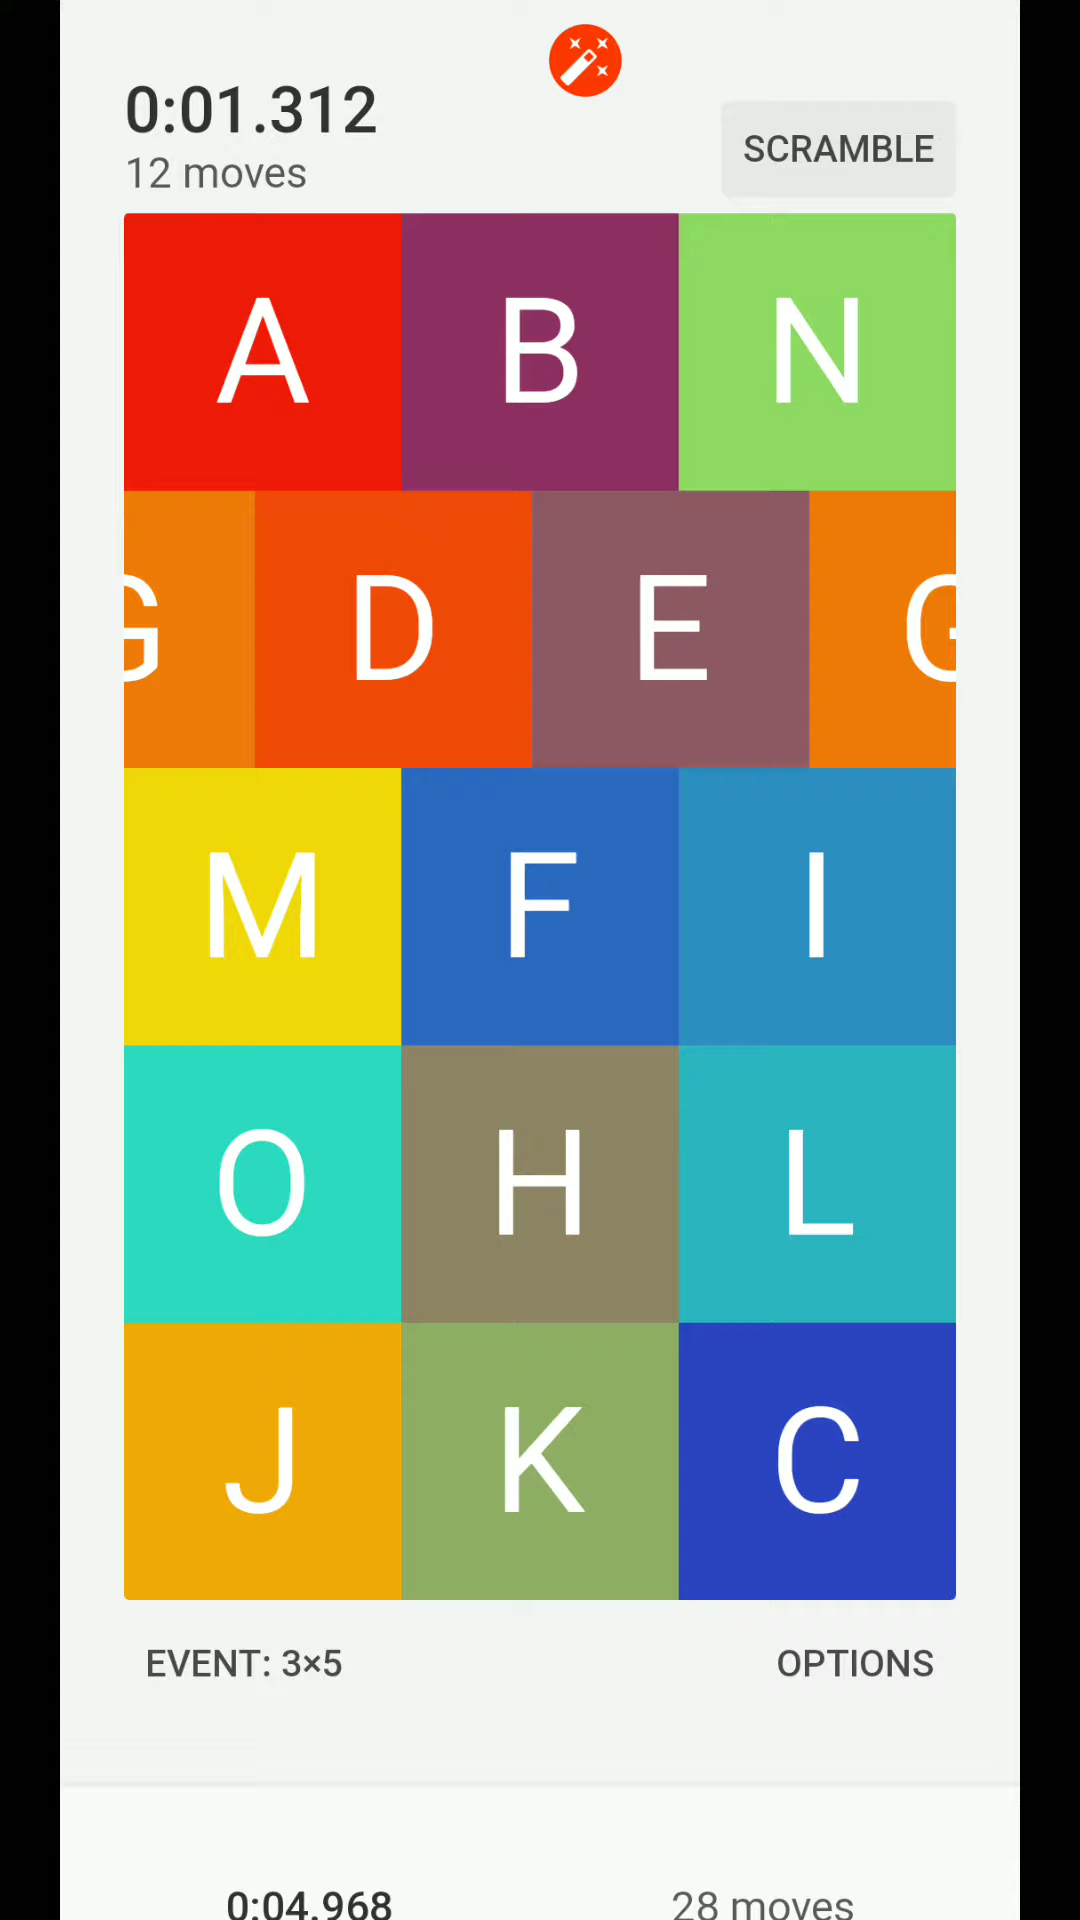 0:01.312
12 moves
SCRAMBLE
A B N
G D E G
M F I
O H L
J K C
EVENT: 3×5
OPTIONS
0:04.968
28 moves